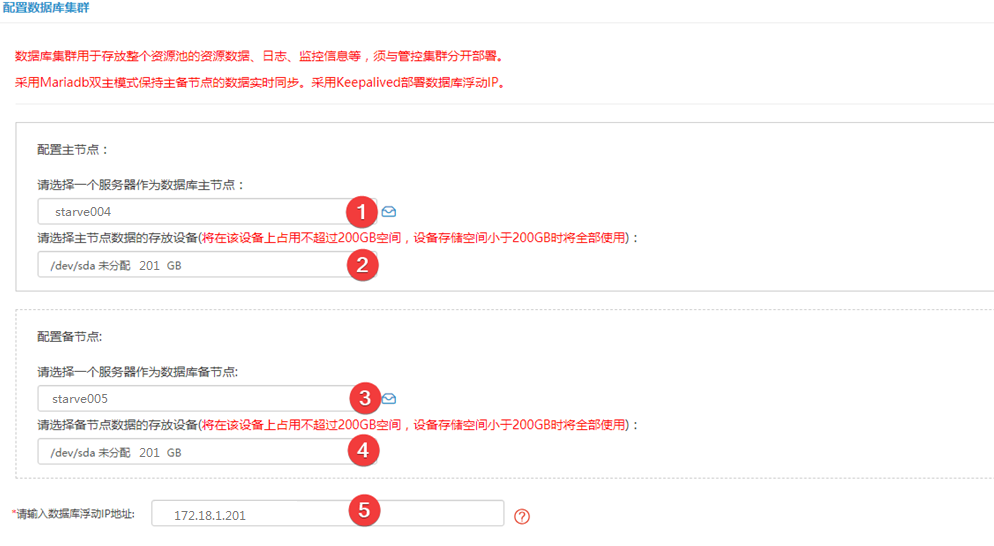 配置数据库集群
数据库集群用于存放整个资源池的资源数据、日志、监控信息等，须与管控集群分开部署。
采用Mariadb双主模式保持主备节点的数据实时同步。采用Keepalived部署数据库浮动IP。
配置主节点：
请选择一个服务器作为数据库主节点：
starve004 1
请选择主节点数据的存放设备(将在该设备上占用不超过200GB空间，设备存储空间小于200GB时将全部使用)：
/dev/sda 未分配 201 GB 2
配置备节点:
请选择一个服务器作为数据库备节点:
starve005 3
请选择备节点数据的存放设备(将在该设备上占用不超过200GB空间，设备存储空间小于200GB时将全部使用)：
/dev/sda 未分配 201 GB 4
*请输入数据库浮动IP地址: 172.18.1.201 5 ?